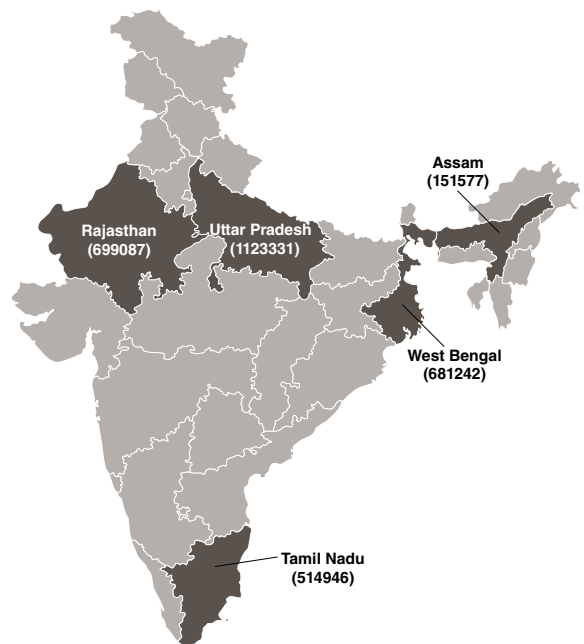 Assam
(151577)
Rajasthan
(699087)
Uttar Pradesh
(1123331)
West Bengal
(681242)
Tamil Nadu
(514946)